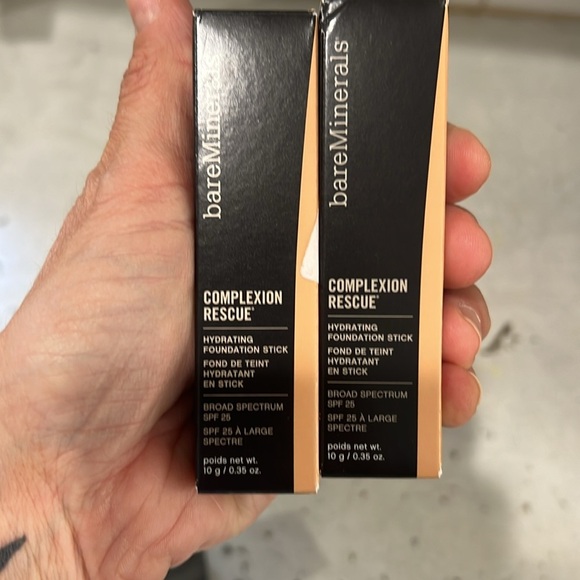 bareMinerals
COMPLEXION
RESCUE®
HYDRATING
FOUNDATION STICK
FOND DE TEINT
HYDRATANT
EN STICK
BROAD SPECTRUM
SPF 25
SPF 25 À LARGE
SPECTRE
poids net wt.
10 g / 0.35 oz.
bareMinerals
COMPLEXION
RESCUE®
HYDRATING
FOUNDATION STICK
FOND DE TEINT
HYDRATANT
EN STICK
BROAD SPECTRUM
SPF 25
SPF 25 À LARGE
SPECTRE
poids net wt.
10 g / 0.35 oz.